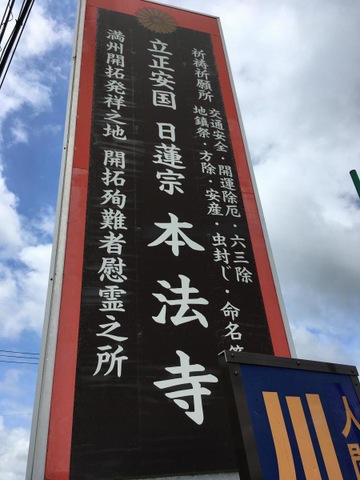 祈祷祈願所 交通安全・開運除厄・六三除
地鎮祭・方除・安産・虫封じ・命名等
立正安国 日蓮宗 本法寺
満州開拓発祥之地 開拓殉難者慰霊之所